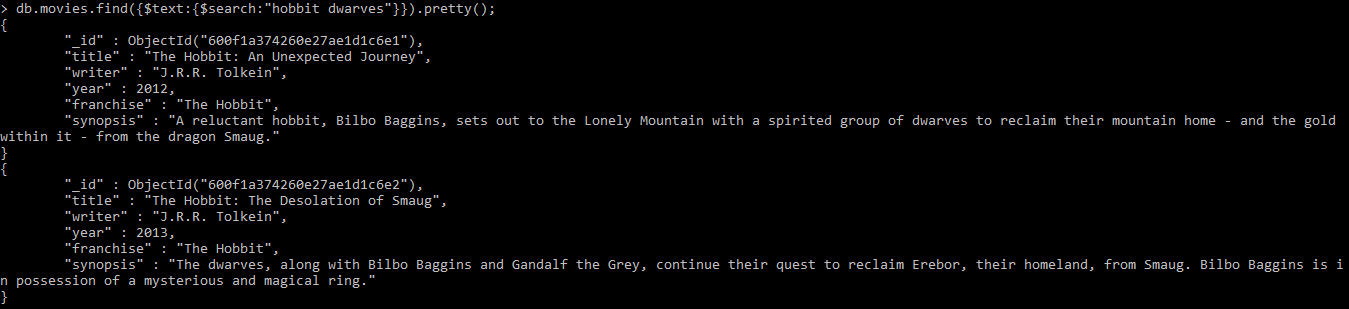 > db.movies.find({$text:{$search:"hobbit dwarves"}}).pretty();
{
        "_id" : ObjectId("600f1a374260e27ae1d1c6e1"),
        "title" : "The Hobbit: An Unexpected Journey",
        "writer" : "J.R.R. Tolkein",
        "year" : 2012,
        "franchise" : "The Hobbit",
        "synopsis" : "A reluctant hobbit, Bilbo Baggins, sets out to the Lonely Mountain with a spirited group of dwarves to reclaim their mountain home - and the gold
within it - from the dragon Smaug."
}
{
        "_id" : ObjectId("600f1a374260e27ae1d1c6e2"),
        "title" : "The Hobbit: The Desolation of Smaug",
        "writer" : "J.R.R. Tolkein",
        "year" : 2013,
        "franchise" : "The Hobbit",
        "synopsis" : "The dwarves, along with Bilbo Baggins and Gandalf the Grey, continue their quest to reclaim Erebor, their homeland, from Smaug. Bilbo Baggins is i
n possession of a mysterious and magical ring."
}